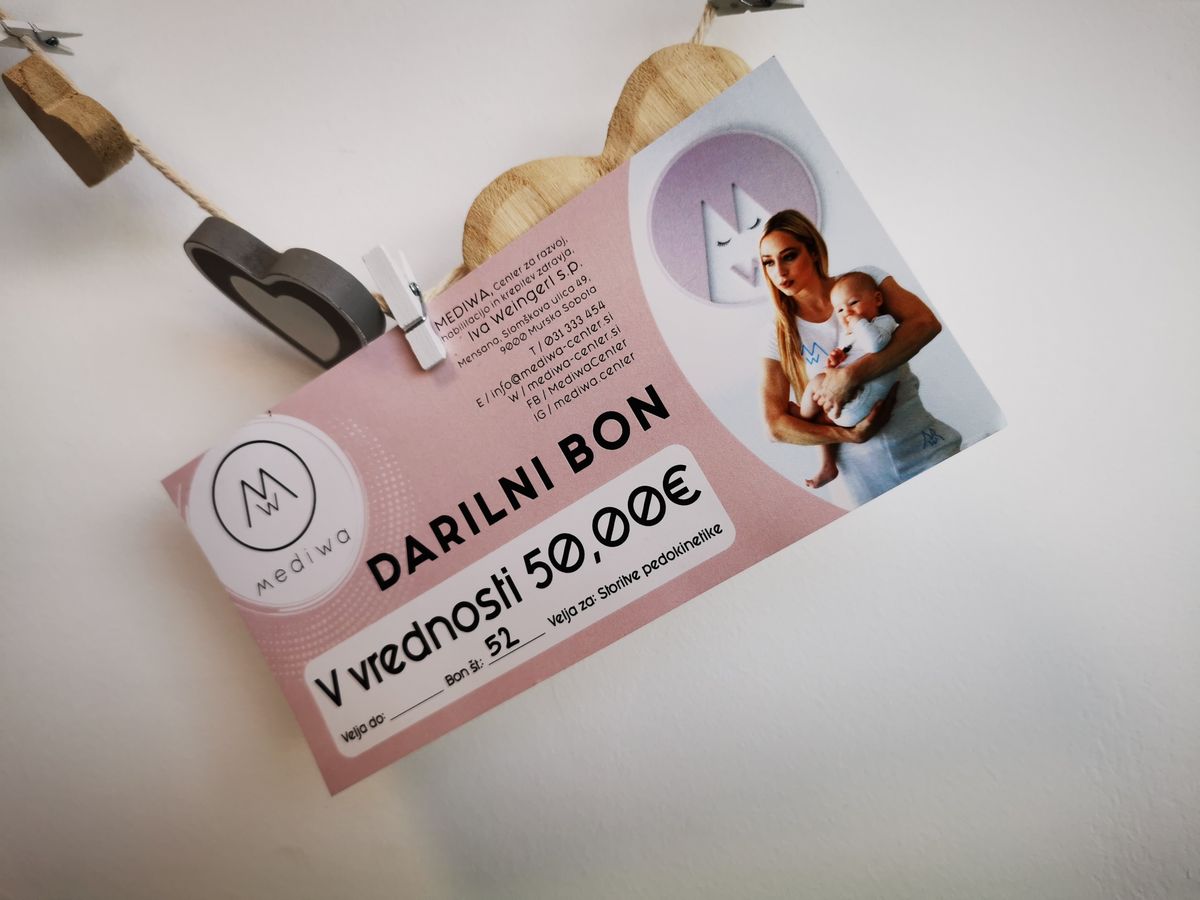 MEDIWA, Center za razvoj,
habilitacijo in krepitev zdravja,
Iva Weingerl s.p.
Mensana, Slomškova ulica 49,
9000 Murska Sobota
T / 031 333 454
E / info@mediwa-center.si
W / mediwa-center.si
FB / MediwaCenter
IG / mediwa.center
mediwa
DARILNI BON
V vrednosti 50,00€
Velja do: ______ Bon št.: 52 Velja za: Storitve pedokinetike